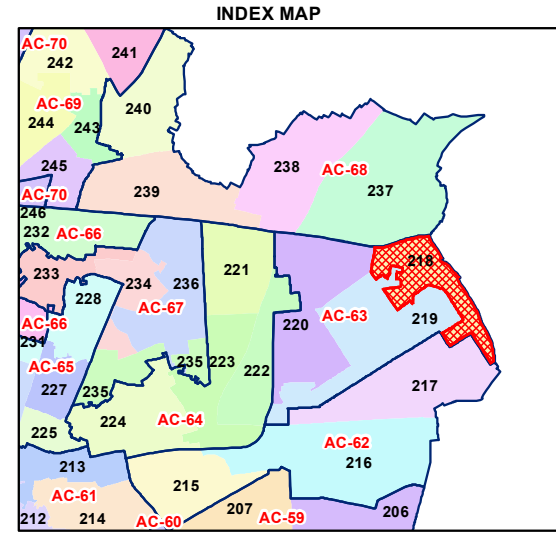 INDEX MAP
AC-70
241
242
AC-69
240
244
243
238
AC-68
245
237
239
AC-70
246
232
AC-66
218
233
221
234
236
228
AC-67
AC-63
220
219
AC-66
231
AC-65
235
223
222
227
235
217
224
AC-64
225
AC-62
216
213
215
AC-61
207
206
212
214
AC-60
AC-59